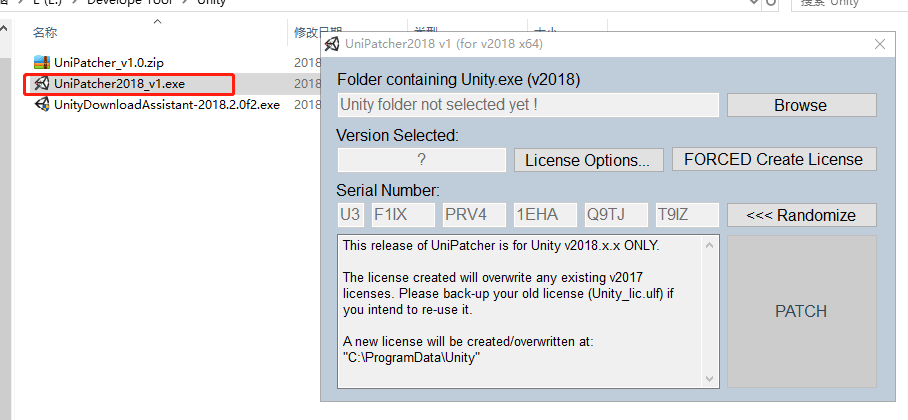 E (E:)
Develope Tool
Unity
搜索 Unity
名称
修改日期
类型
大小
UniPatcher_v1.0.zip
2018
UniPatcher2018_v1.exe
2018
UnityDownloadAssistant-2018.2.0f2.exe
2018
UniPatcher2018 v1 (for v2018 x64)
Folder containing Unity.exe (v2018)
Unity folder not selected yet !
Browse
Version Selected:
?
License Options...
FORCED Create License
Serial Number:
U3 F1IX PRV4 1EHA Q9TJ T9IZ
<<< Randomize
This release of UniPatcher is for Unity v2018.x.x ONLY.
The license created will overwrite any existing v2017
licenses. Please back-up your old license (Unity_lic.ulf) if
you intend to re-use it.
A new license will be created/overwritten at:
"C:\ProgramData\Unity"
PATCH